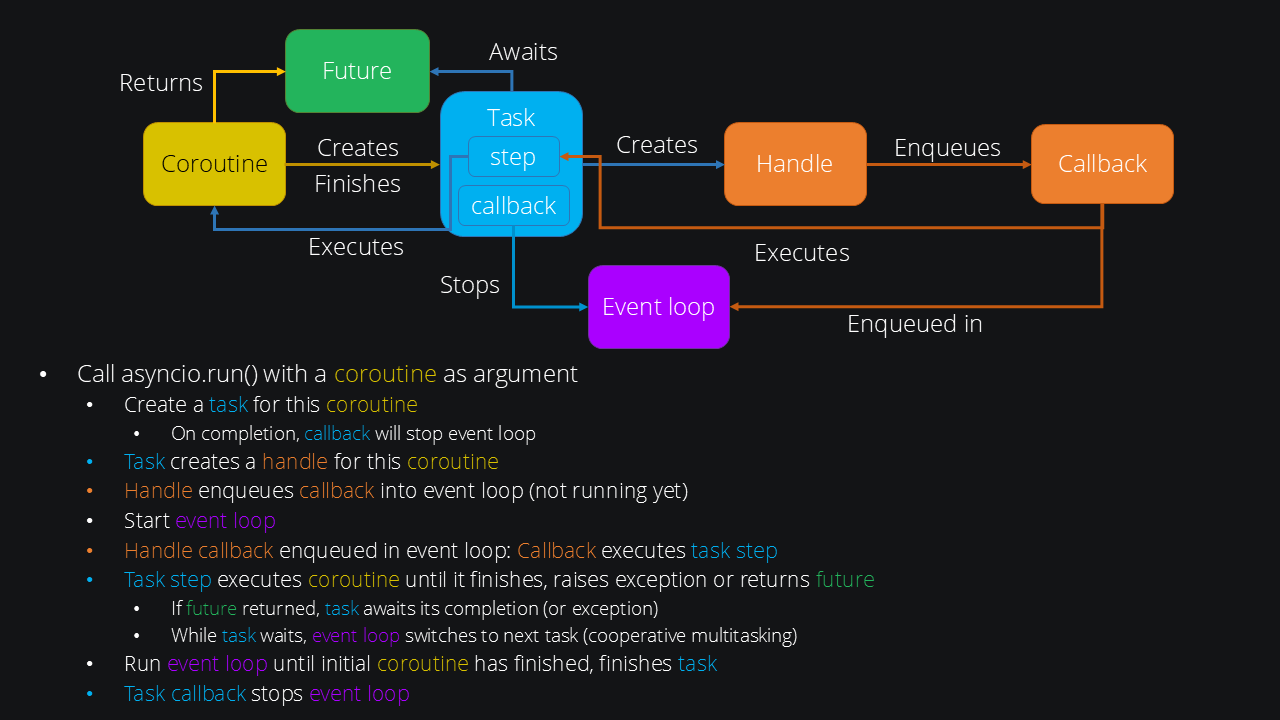 Awaits
Future
Returns
Task
Creates
step
Creates
Enqueues
Coroutine
Handle
Callback
Finishes
callback
Executes
Executes
Stops
Event loop
Enqueued in
• Call asyncio.run() with a coroutine as argument
• Create a task for this coroutine
• On completion, callback will stop event loop
• Task creates a handle for this coroutine
• Handle enqueues callback into event loop (not running yet)
• Start event loop
• Handle callback enqueued in event loop: Callback executes task step
• Task step executes coroutine until it finishes, raises exception or returns future
• If future returned, task awaits its completion (or exception)
• While task waits, event loop switches to next task (cooperative multitasking)
• Run event loop until initial coroutine has finished, finishes task
• Task callback stops event loop